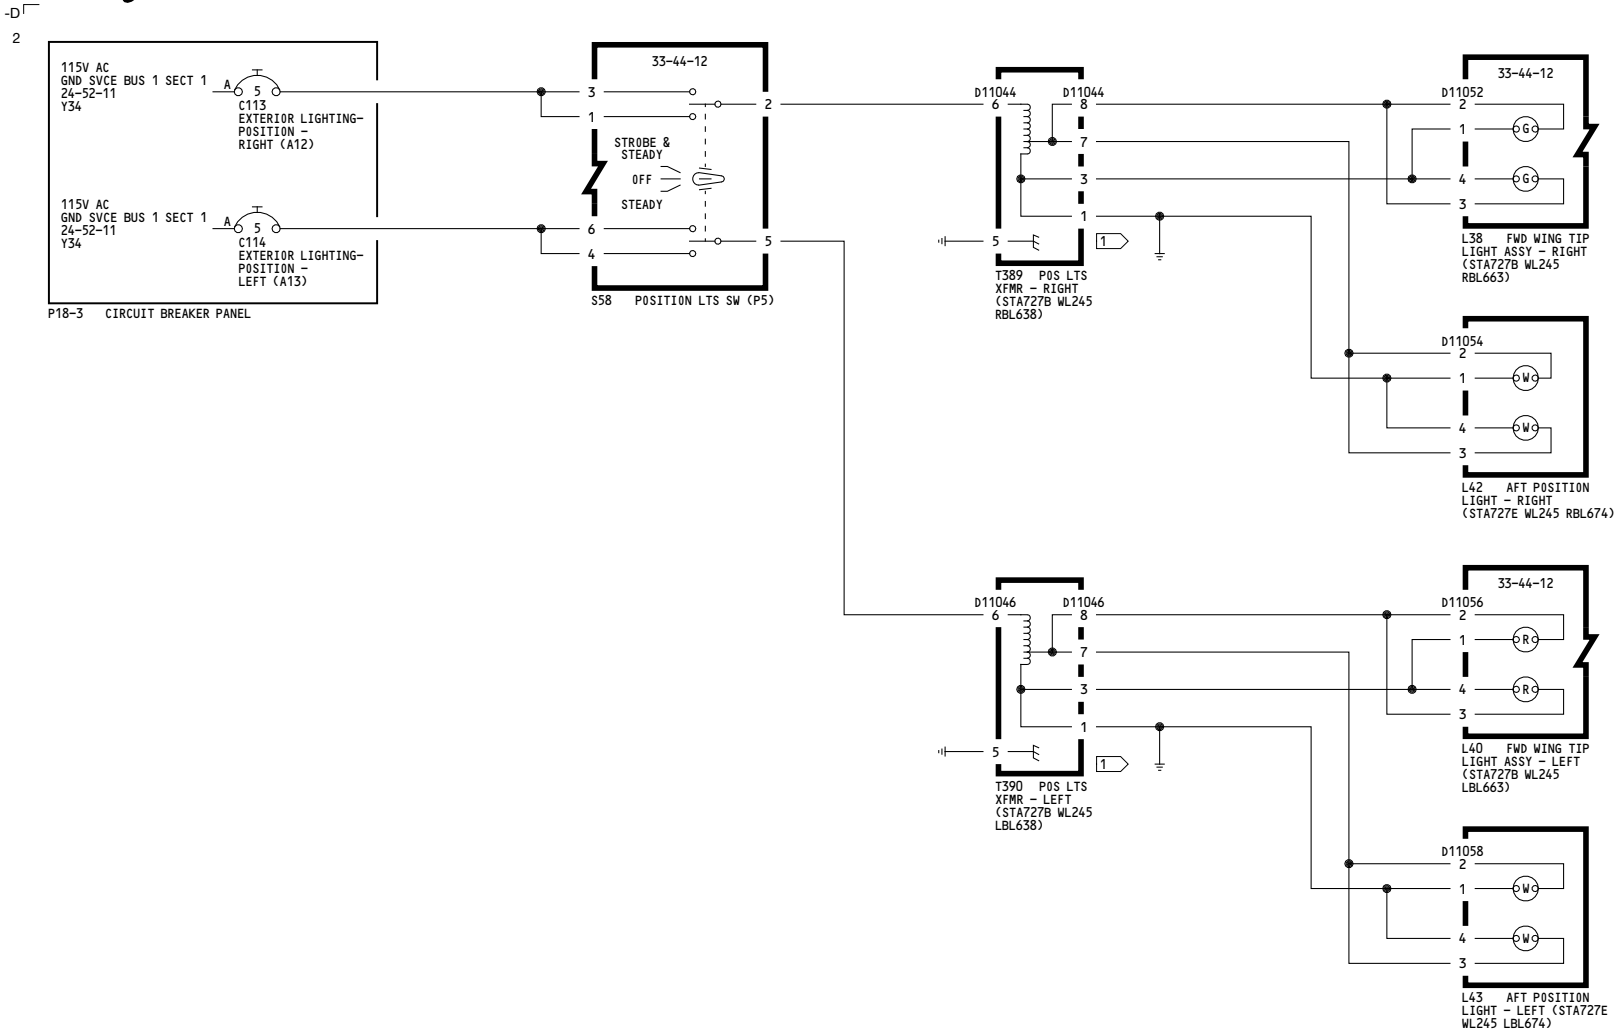 -D
2
115V AC
GND SVCE BUS 1 SECT 1
24-52-11
Y34
A
5
C113
EXTERIOR LIGHTING-
POSITION -
RIGHT (A12)
115V AC
GND SVCE BUS 1 SECT 1
24-52-11
Y34
A
5
C114
EXTERIOR LIGHTING-
POSITION -
LEFT (A13)
P18-3 CIRCUIT BREAKER PANEL
33-44-12
3
1
2
STROBE &
STEADY
OFF
STEADY
6
4
5
S58 POSITION LTS SW (P5)
D11044 D11044
6 8
7
3
1
5
1
T389 POS LTS
XFMR - RIGHT
(STA727B WL245
RBL638)
33-44-12
D11052
2
1 G
4 G
3
L38 FWD WING TIP
LIGHT ASSY - RIGHT
(STA727B WL245
RBL663)
D11054
2
1 W
4 W
3
L42 AFT POSITION
LIGHT - RIGHT
(STA727E WL245 RBL674)
D11046 D11046
6 8
7
3
1
5
1
T390 POS LTS
XFMR - LEFT
(STA727B WL245
LBL638)
33-44-12
D11056
2
1 R
4 R
3
L40 FWD WING TIP
LIGHT ASSY - LEFT
(STA727B WL245
LBL663)
D11058
2
1 W
4 W
3
L43 AFT POSITION
LIGHT - LEFT (STA727E
WL245 LBL674)